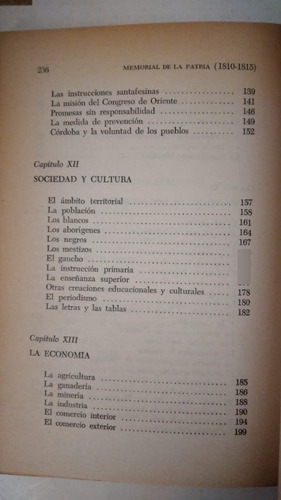 256 MEMORIAL DE LA PATRIA (1810-1815)
Las instrucciones santafesinas 139
La misión del Congreso de Oriente 141
Promesas sin responsabilidad 146
La medida de prevención 149
Córdoba y la voluntad de los pueblos 152
Capítulo XII
SOCIEDAD Y CULTURA
El ámbito territorial 157
La población 158
Los blancos 161
Los aborígenes 164
Los negros 167
Los mestizos
El gaucho
La instrucción primaria
La enseñanza superior
Otras creaciones educacionales y culturales 178
El periodismo 180
Las letras y las tablas 182
Capítulo XIII
LA ECONOMIA
La agricultura 185
La ganadería 186
La minería 188
La industria 190
El comercio interior 194
El comercio exterior 199